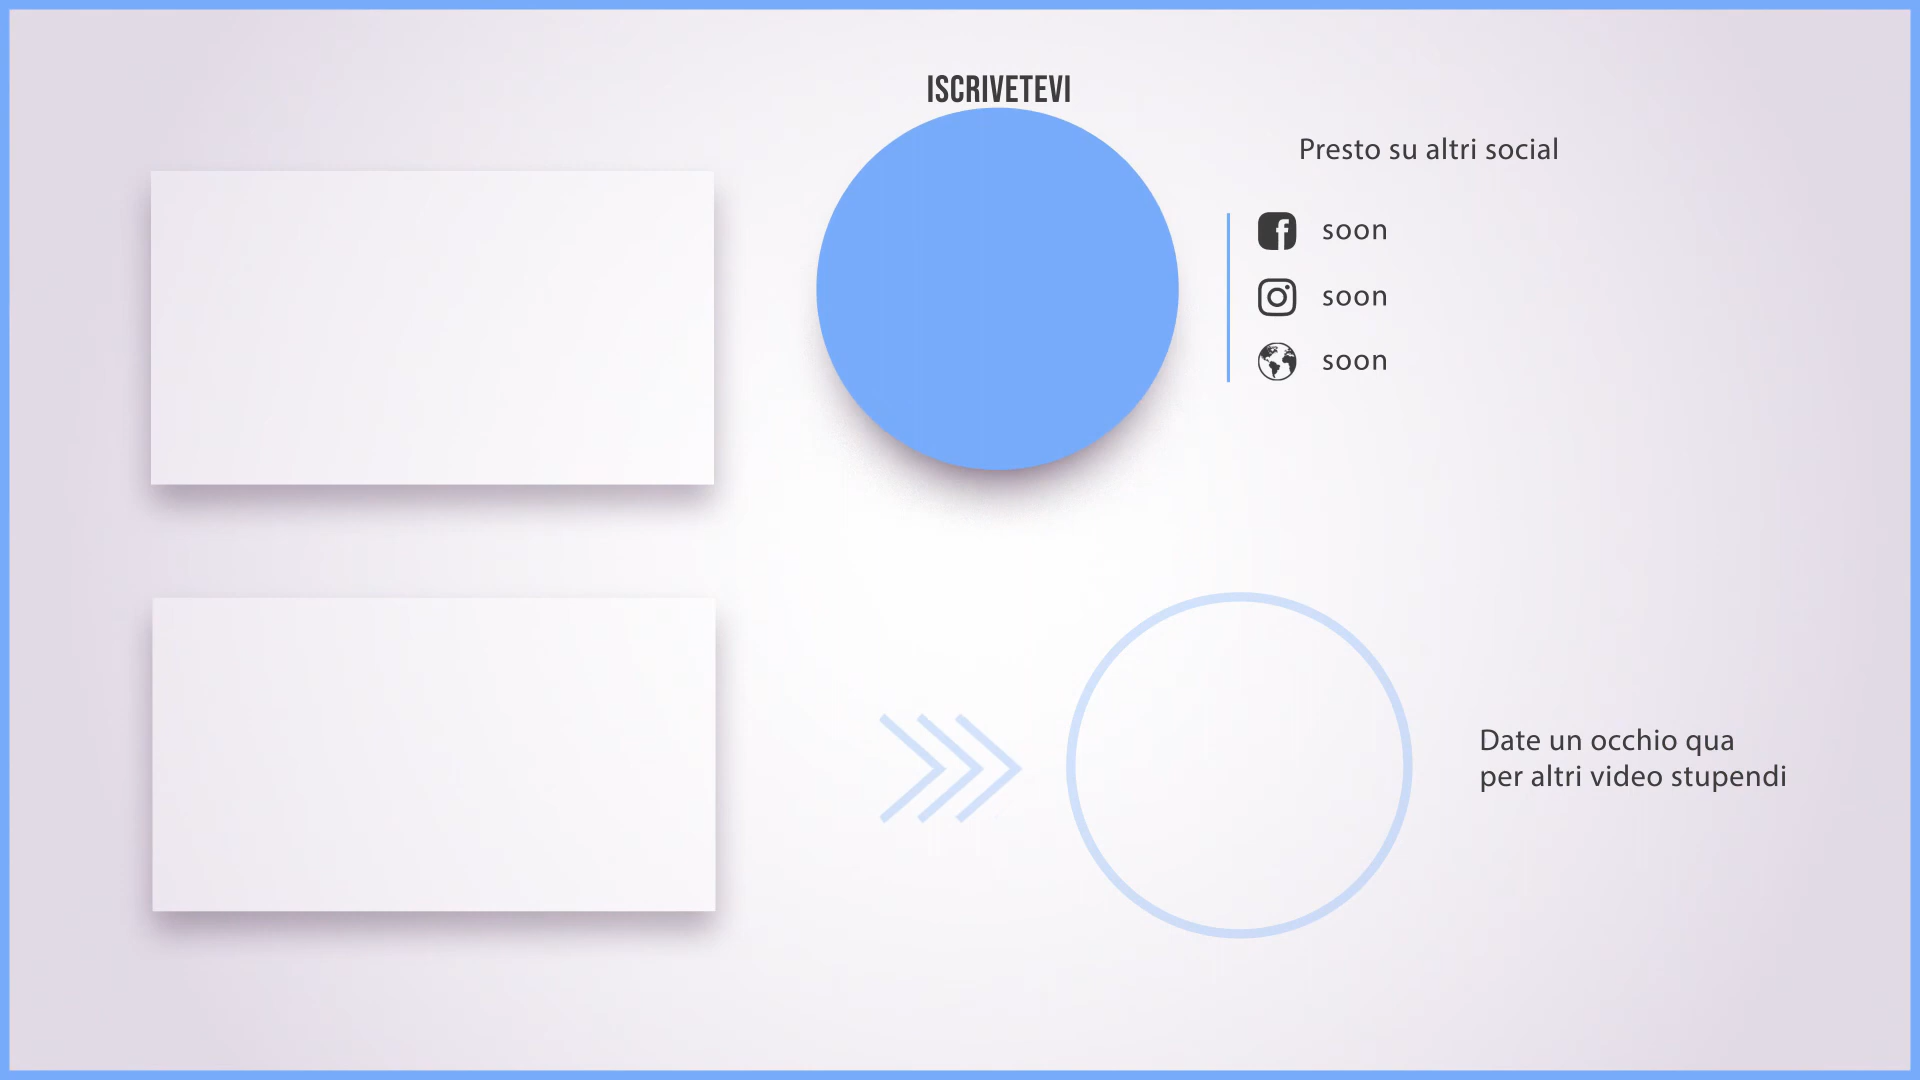 ISCRIVETEVI
Presto su altri social
soon
soon
soon
Date un occhio qua
per altri video stupendi